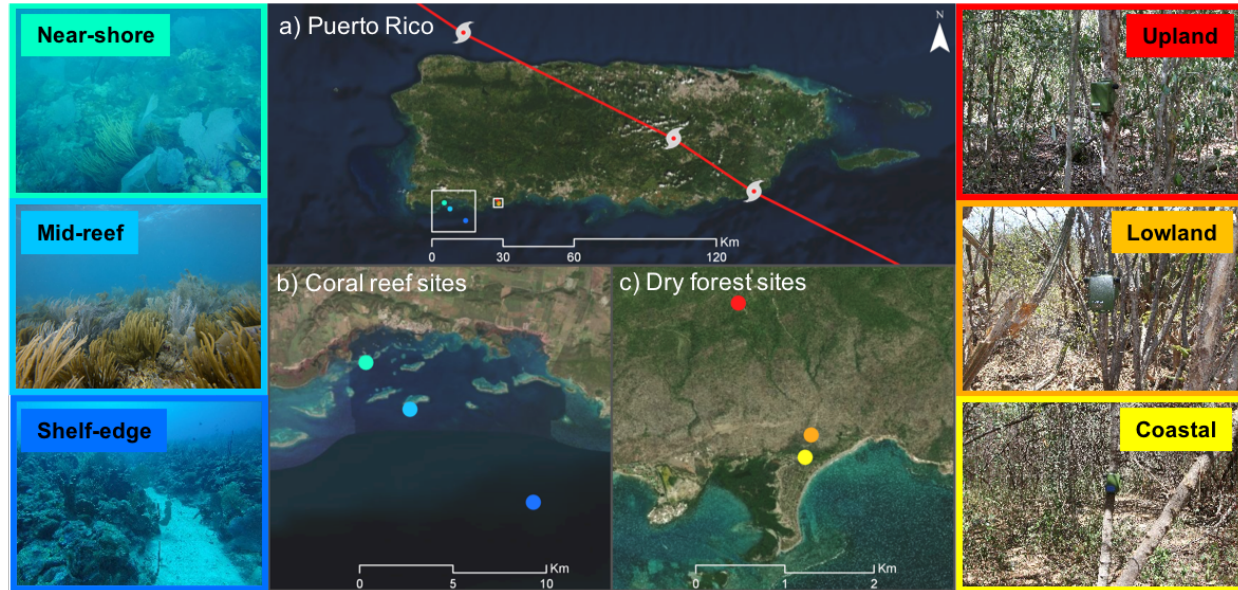 Near-shore
Mid-reef
Shelf-edge
a) Puerto Rico
N
Km
0 30 60 120
b) Coral reef sites
Km
0 5 10
c) Dry forest sites
Km
0 1 2
Upland
Lowland
Coastal